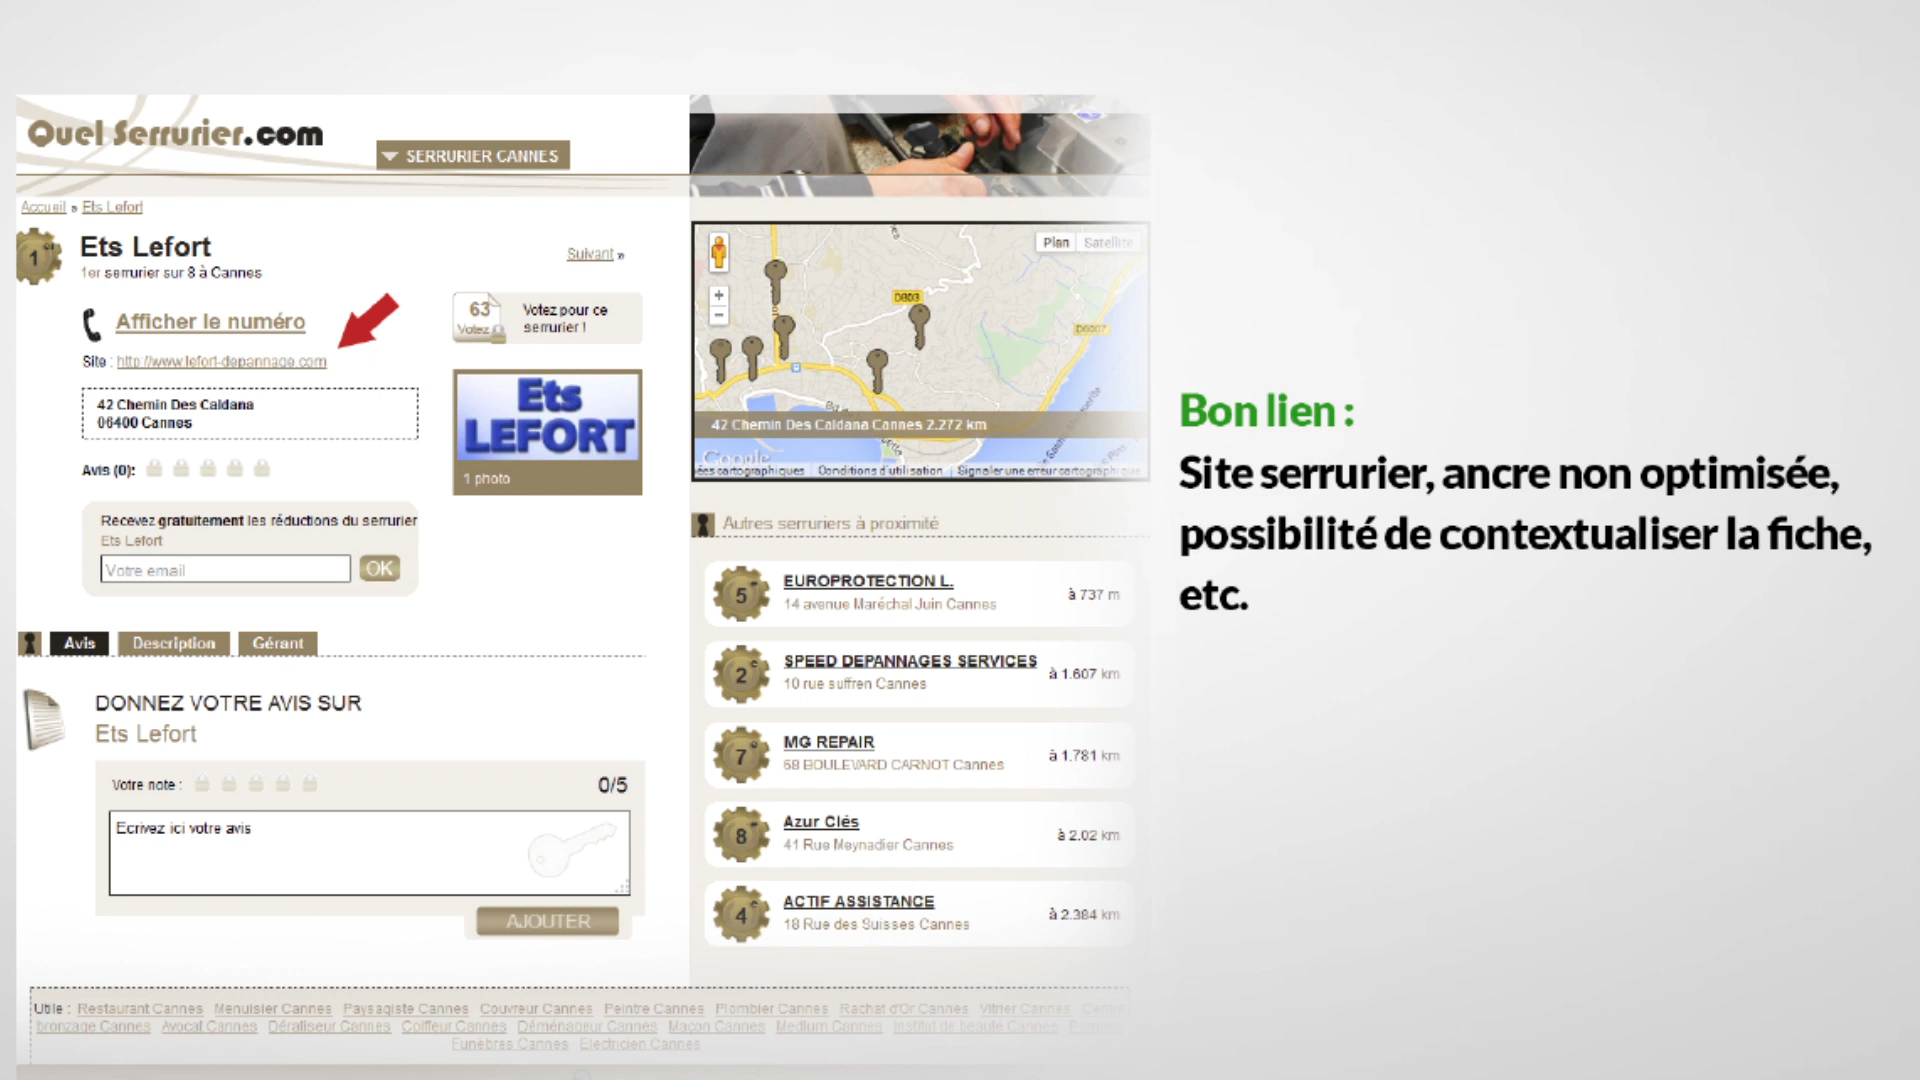 Quel Serrurier.com
SERRURIER CANNES
Accueil » Ets Lefort
1er
Ets Lefort
1er serrurier sur 8 à Cannes
Suivant »
Afficher le numéro
Site : http://www.lefort-depannage.com
42 Chemin Des Caldana
06400 Cannes
Avis (0):
63
Votez
Votez pour ce
serrurier !
Ets
LEFORT
1 photo
Recevez gratuitement les réductions du serrurier
Ets Lefort
Votre email
OK
Avis
Description
Gérant
DONNEZ VOTRE AVIS SUR
Ets Lefort
Votre note :
0/5
Ecrivez ici votre avis
AJOUTER
Plan
Satellite
D803
D6007
42 Chemin Des Caldana Cannes 2.272 km
Google
ées cartographiques
Conditions d'utilisation
Signaler une erreur cartographique
Autres serruriers à proximité
5
EUROPROTECTION L.
14 avenue Maréchal Juin Cannes
à 737 m
2
SPEED DEPANNAGES SERVICES
10 rue suffren Cannes
à 1.607 km
7
MG REPAIR
68 BOULEVARD CARNOT Cannes
à 1.781 km
8
Azur Clés
41 Rue Meynadier Cannes
à 2.02 km
4
ACTIF ASSISTANCE
18 Rue des Suisses Cannes
à 2.384 km
Utile : Restaurant Cannes Menuisier Cannes Paysagiste Cannes Couvreur Cannes Peintre Cannes Plombier Cannes Rachat d'Or Cannes Vitrier Cannes Centre
bronzage Cannes Avocat Cannes Dératiseur Cannes Coiffeur Cannes Déménageur Cannes Maçon Cannes Medium Cannes Institut de beauté Cannes
Funebres Cannes Electricien Cannes
Bon lien :
Site serrurier, ancre non optimisée,
possibilité de contextualiser la fiche,
etc.